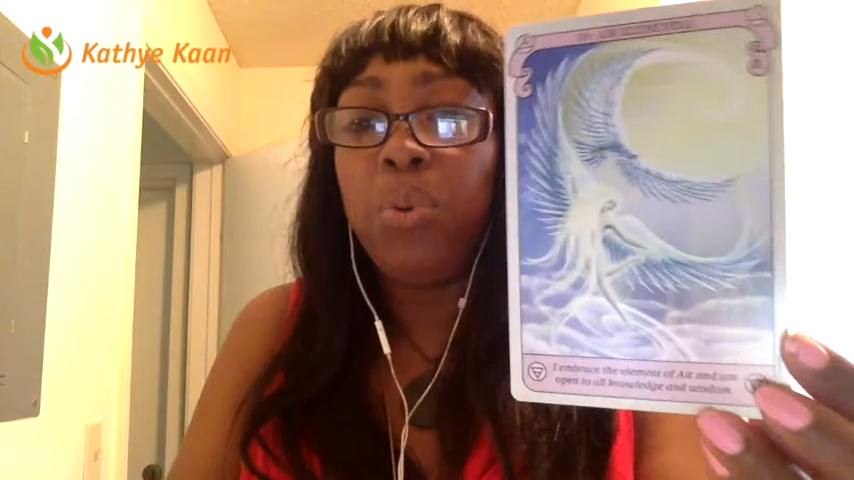 Kathye Kaan
I embrace the element of Air and am
open to all knowledge and wisdom.